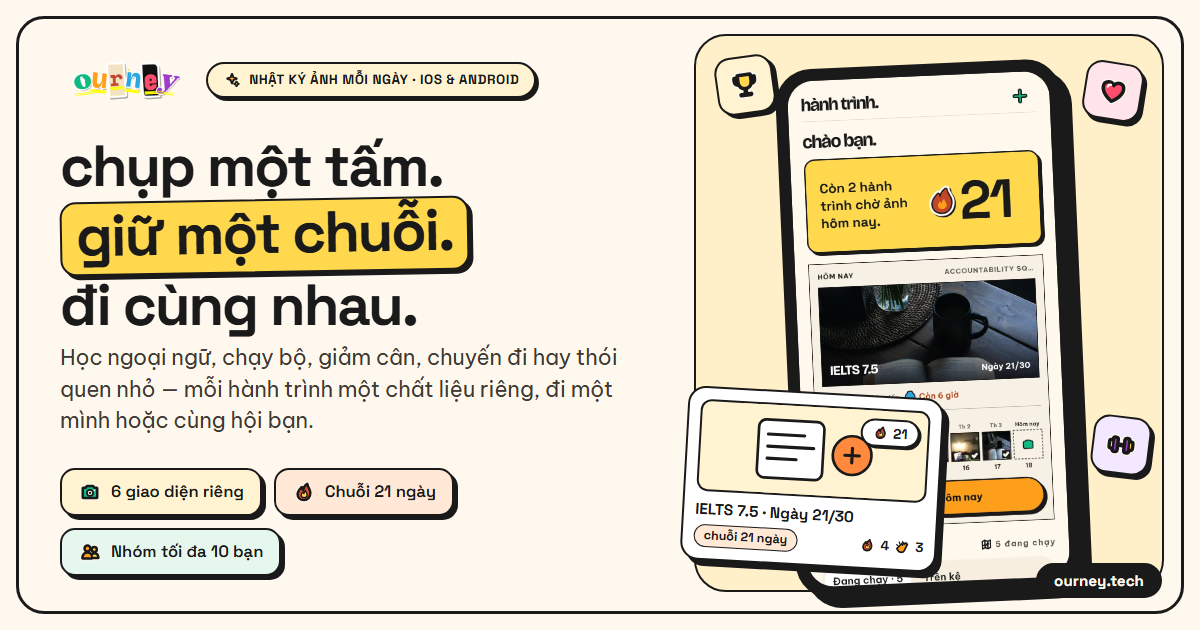 ourney
NHẬT KÝ ẢNH MỖI NGÀY · IOS & ANDROID
chụp một tấm.
giữ một chuỗi.
đi cùng nhau.
Học ngoại ngữ, chạy bộ, giảm cân, chuyến đi hay thói
quen nhỏ — mỗi hành trình một chất liệu riêng, đi một
mình hoặc cùng hội bạn.
6 giao diện riêng
Chuỗi 21 ngày
Nhóm tối đa 10 bạn
hành trình.
chào bạn.
Còn 2 hành
trình chờ ảnh
hôm nay.
21
HÔM NAY
ACCOUNTABILITY SQ...
IELTS 7.5
Ngày 21/30
Còn 6 giờ
Th 2
Th 3
Hôm nay
16
17
18
ôm nay
5 đang chạy
Đang chạy · 5
Trên kệ
21
IELTS 7.5 · Ngày 21/30
chuỗi 21 ngày
4
3
ourney.tech